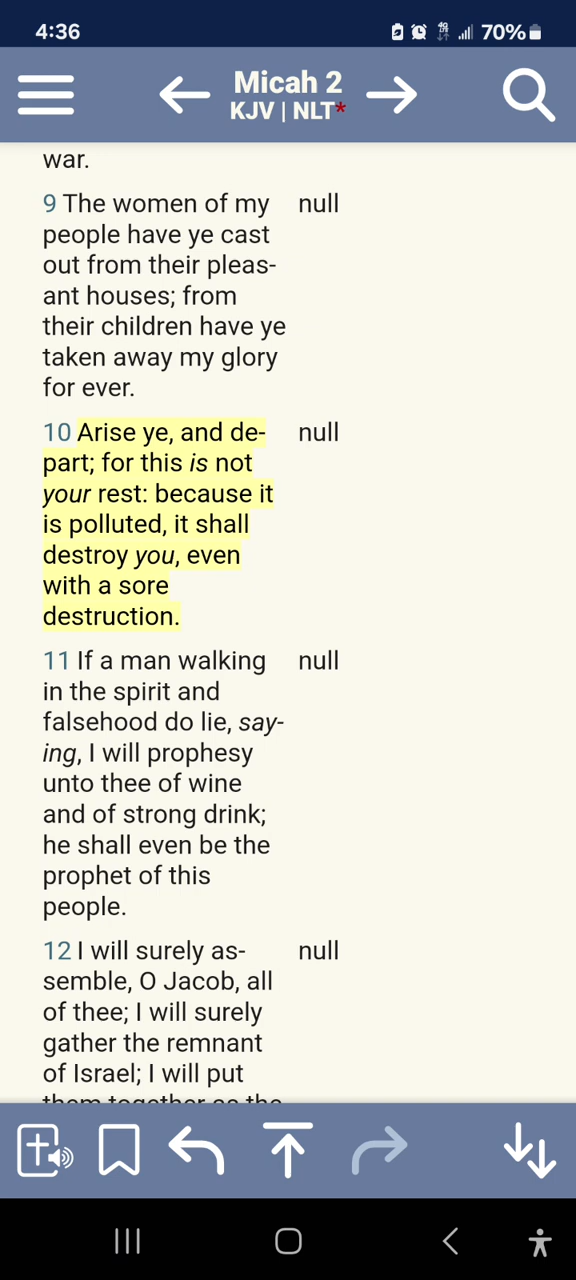 4:36
4G
70%
Micah 2
KJV | NLT*
war.
9 The women of my null
people have ye cast
out from their pleas-
ant houses; from
their children have ye
taken away my glory
for ever.
10 Arise ye, and de- null
part; for this is not
your rest: because it
is polluted, it shall
destroy you, even
with a sore
destruction.
11 If a man walking null
in the spirit and
falsehood do lie, say-
ing, I will prophesy
unto thee of wine
and of strong drink;
he shall even be the
prophet of this
people.
12 I will surely as- null
semble, O Jacob, all
of thee; I will surely
gather the remnant
of Israel; I will put
them together as the